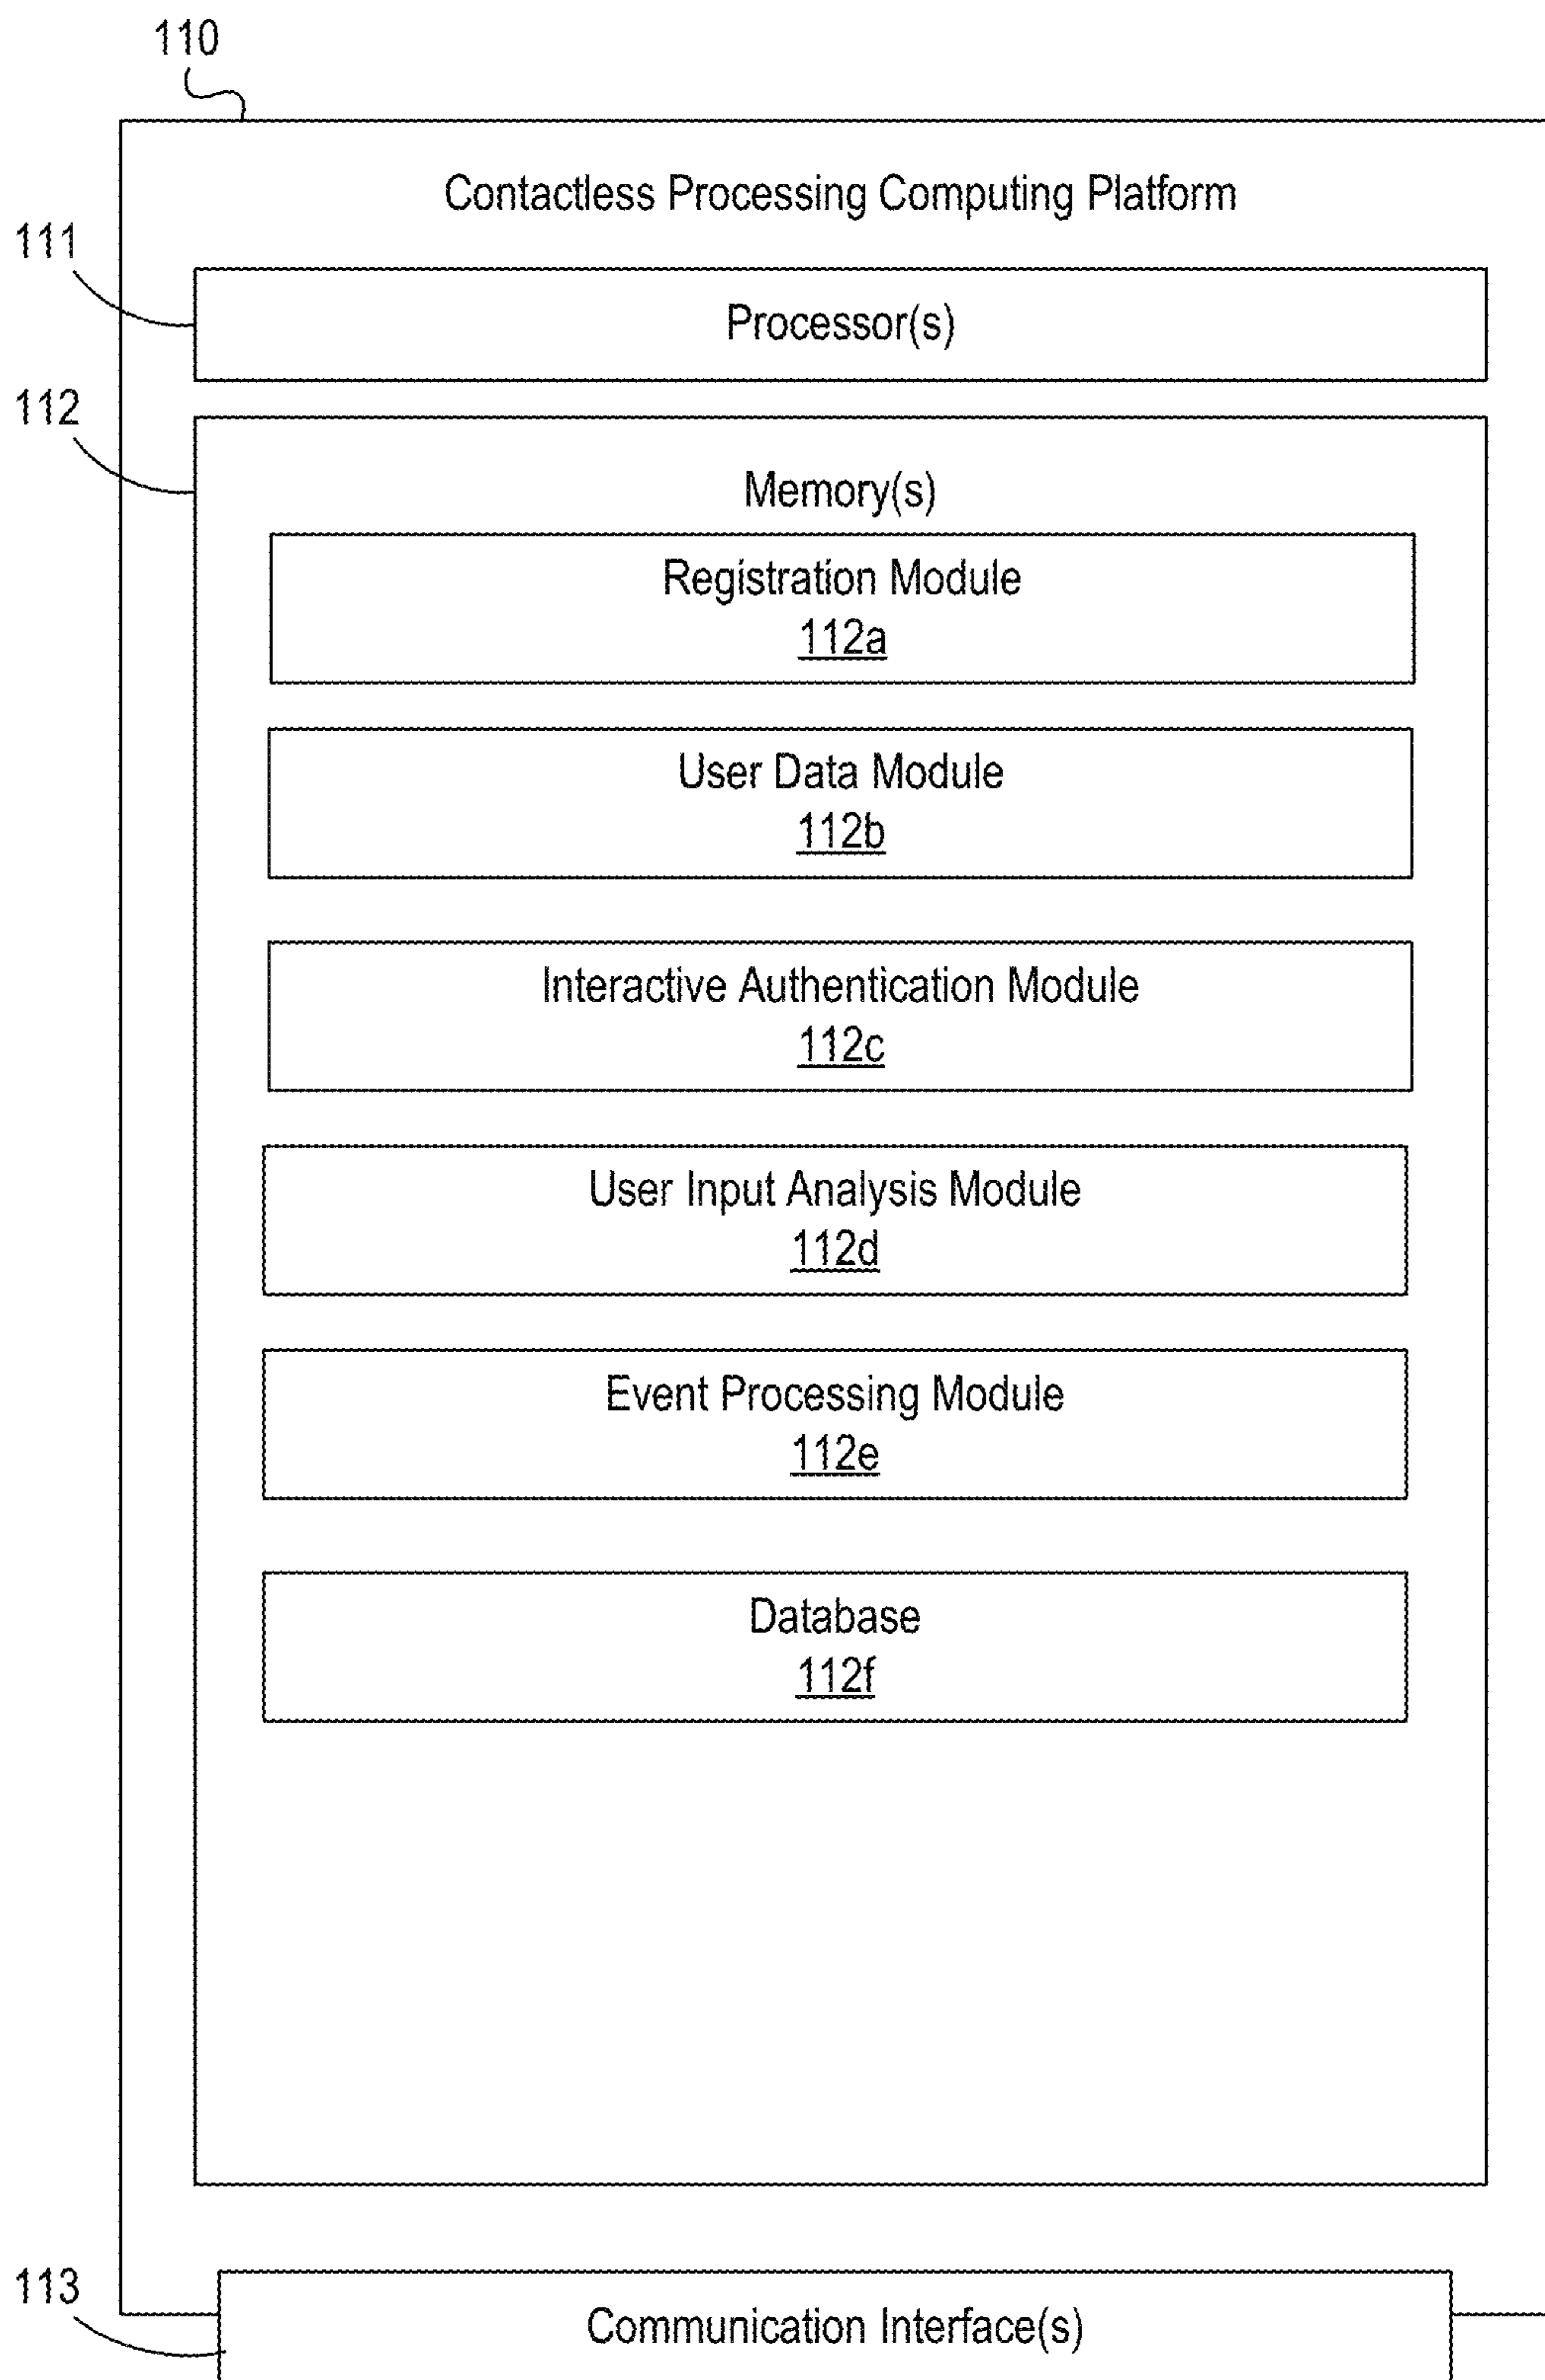 110
Contactless Processing Computing Platform
111
Processor(s)
112
Memory(s)
Registration Module
112a
User Data Module
112b
Interactive Authentication Module
112c
User Input Analysis Module
112d
Event Processing Module
112e
Database
112f
113
Communication Interface(s)